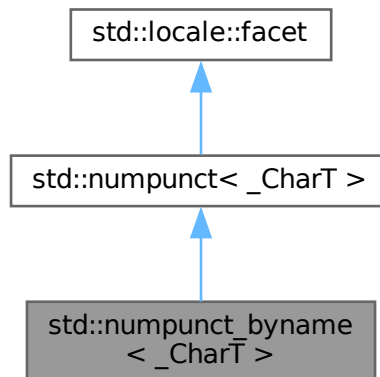 std::locale::facet
std::numpunct< _CharT >
std::numpunct_byname
< _CharT >